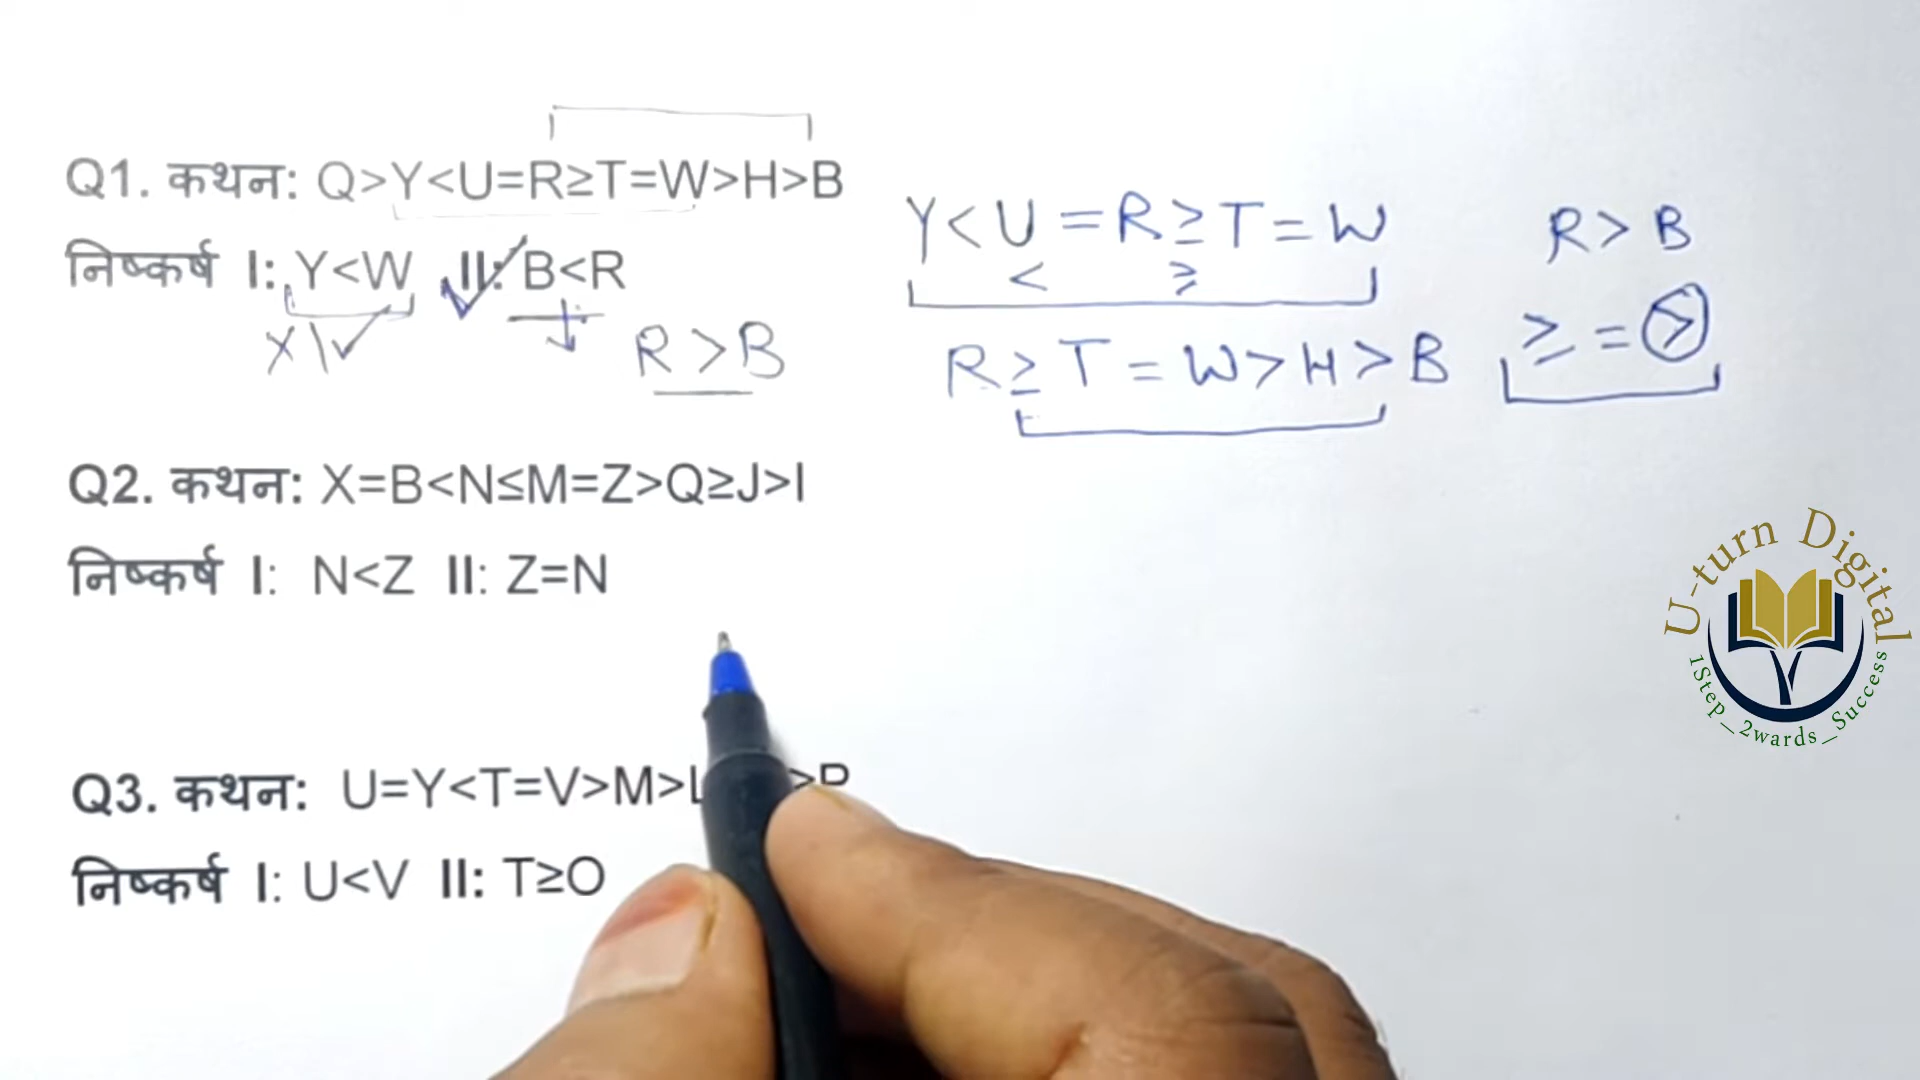 Q1. कथन: Q>Y<U=R≥T=W>H>B
निष्कर्ष I: Y<W II: B<R
R>B
Y<U=R≥T=W
< ≥
R≥T=W>H>B
R>B
≥=>
Q2. कथन: X=B<N≤M=Z>Q≥J>I
निष्कर्ष I: N<Z II: Z=N
Q3. कथन: U=Y<T=V>M>
निष्कर्ष I: U<V II: T≥O
U-turn Digital
1Step_2wards_Success